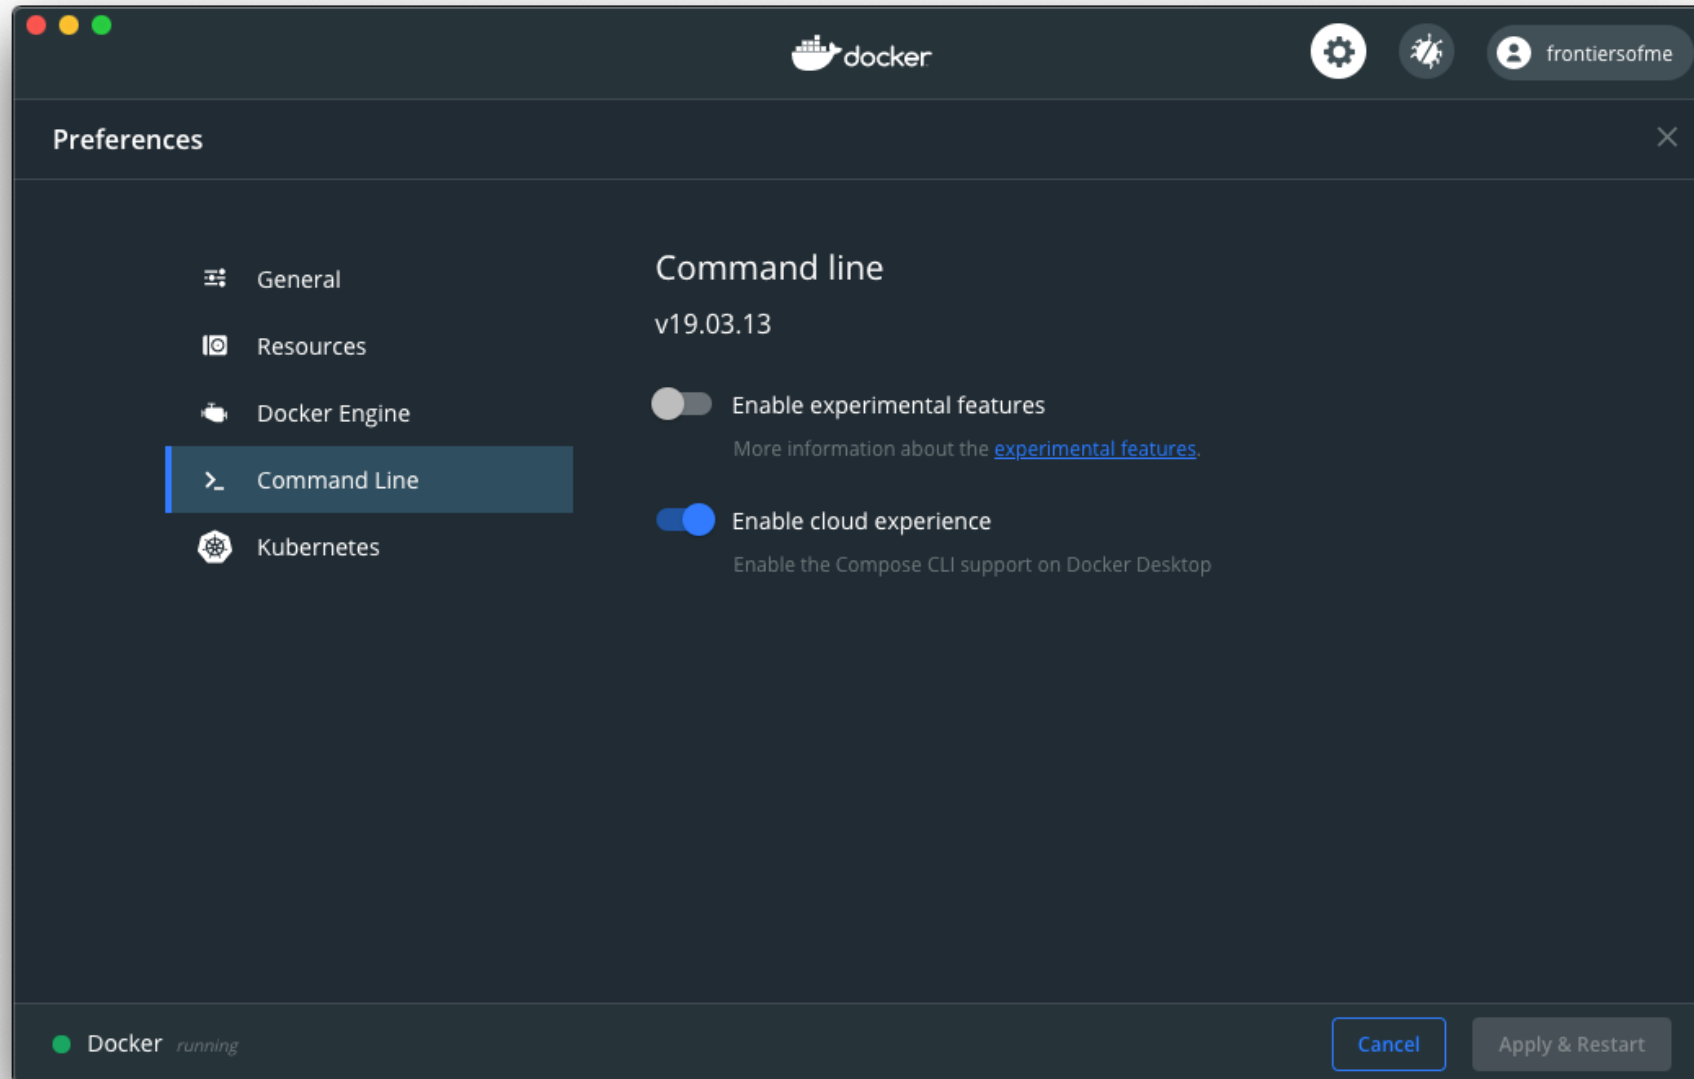 docker
frontiersofme
Preferences
General
Resources
Docker Engine
Command Line
Kubernetes
Command line
v19.03.13
Enable experimental features
More information about the experimental features.
Enable cloud experience
Enable the Compose CLI support on Docker Desktop
Docker running
Cancel
Apply & Restart